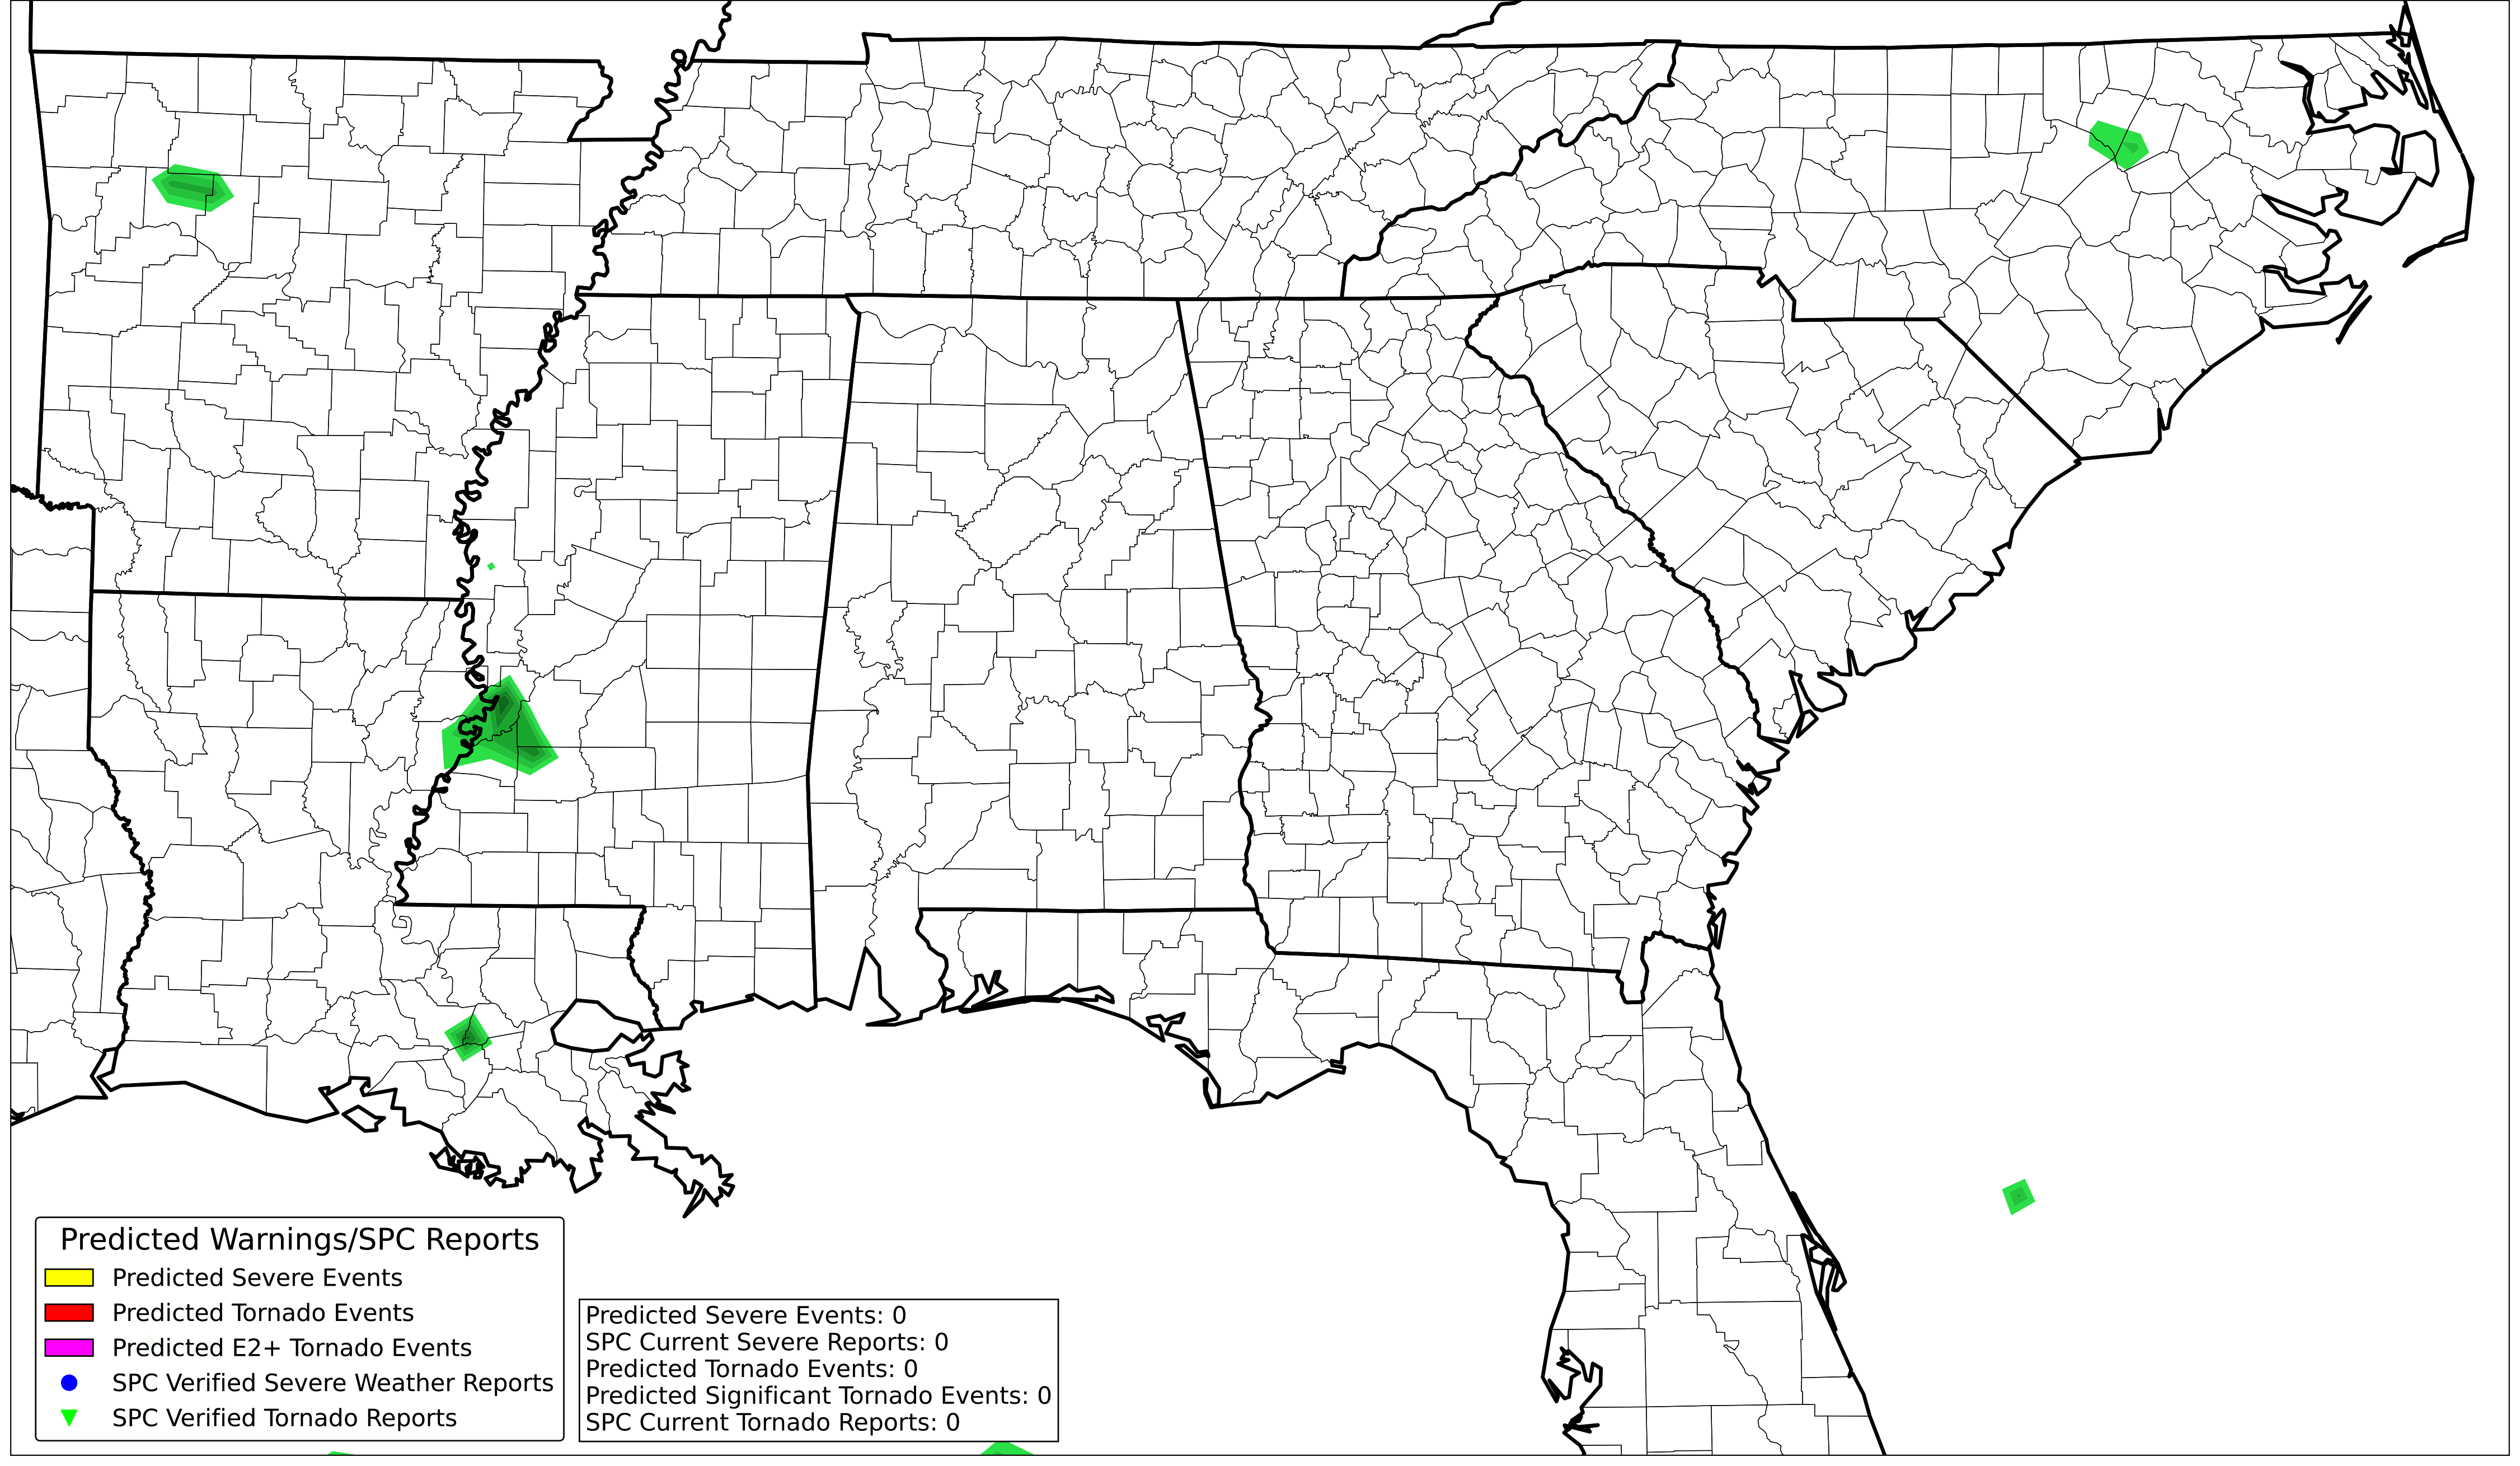 Predicted Warnings/SPC Reports
Predicted Severe Events
Predicted Tornado Events
Predicted E2+ Tornado Events
SPC Verified Severe Weather Reports
SPC Verified Tornado Reports
Predicted Severe Events: 0
SPC Current Severe Reports: 0
Predicted Tornado Events: 0
Predicted Significant Tornado Events: 0
SPC Current Tornado Reports: 0